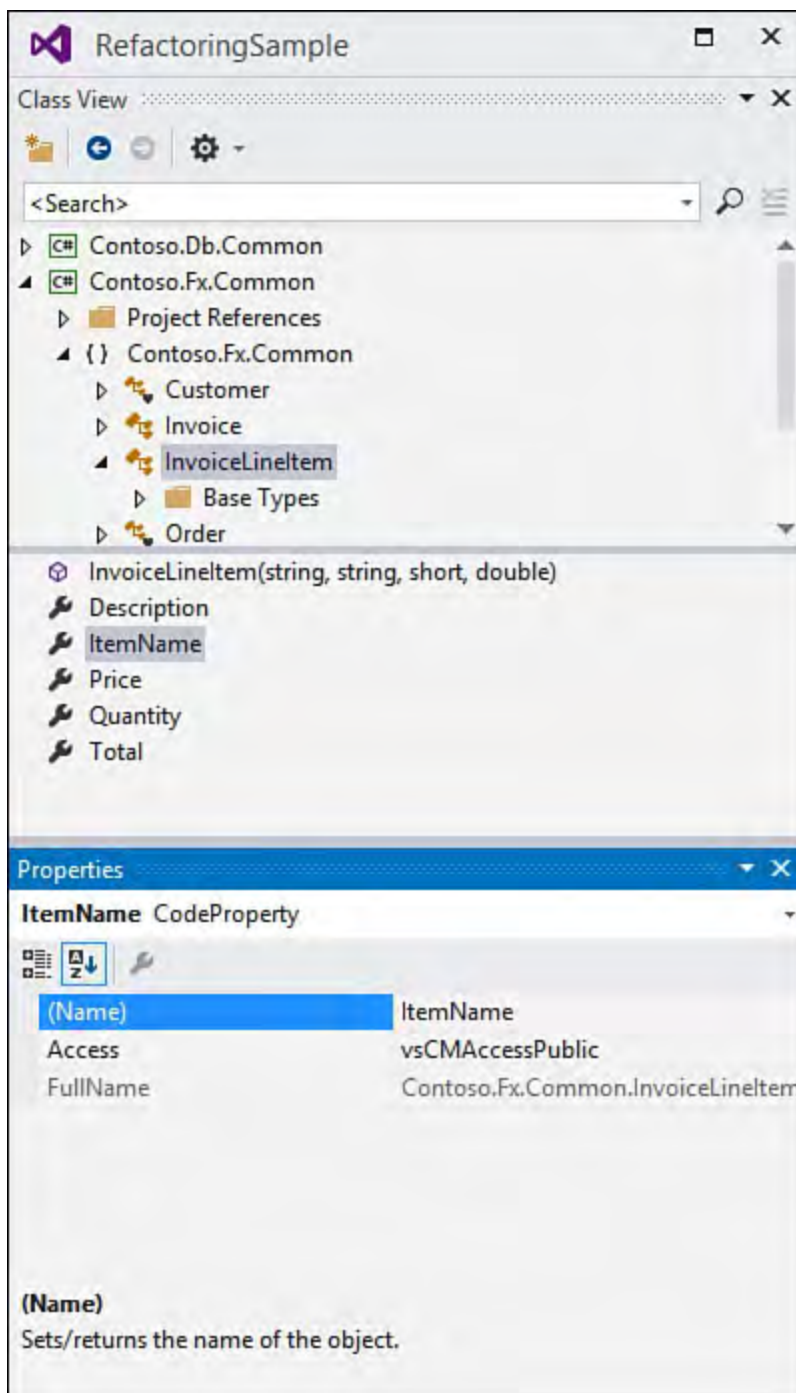 RefactoringSample
Class View
<Search>
C# Contoso.Db.Common
C# Contoso.Fx.Common
Project References
{ } Contoso.Fx.Common
Customer
Invoice
InvoiceLineItem
Base Types
Order
InvoiceLineItem(string, string, short, double)
Description
ItemName
Price
Quantity
Total
Properties
ItemName CodeProperty
(Name) ItemName
Access vsCMAccessPublic
FullName Contoso.Fx.Common.InvoiceLineItem
(Name)
Sets/returns the name of the object.